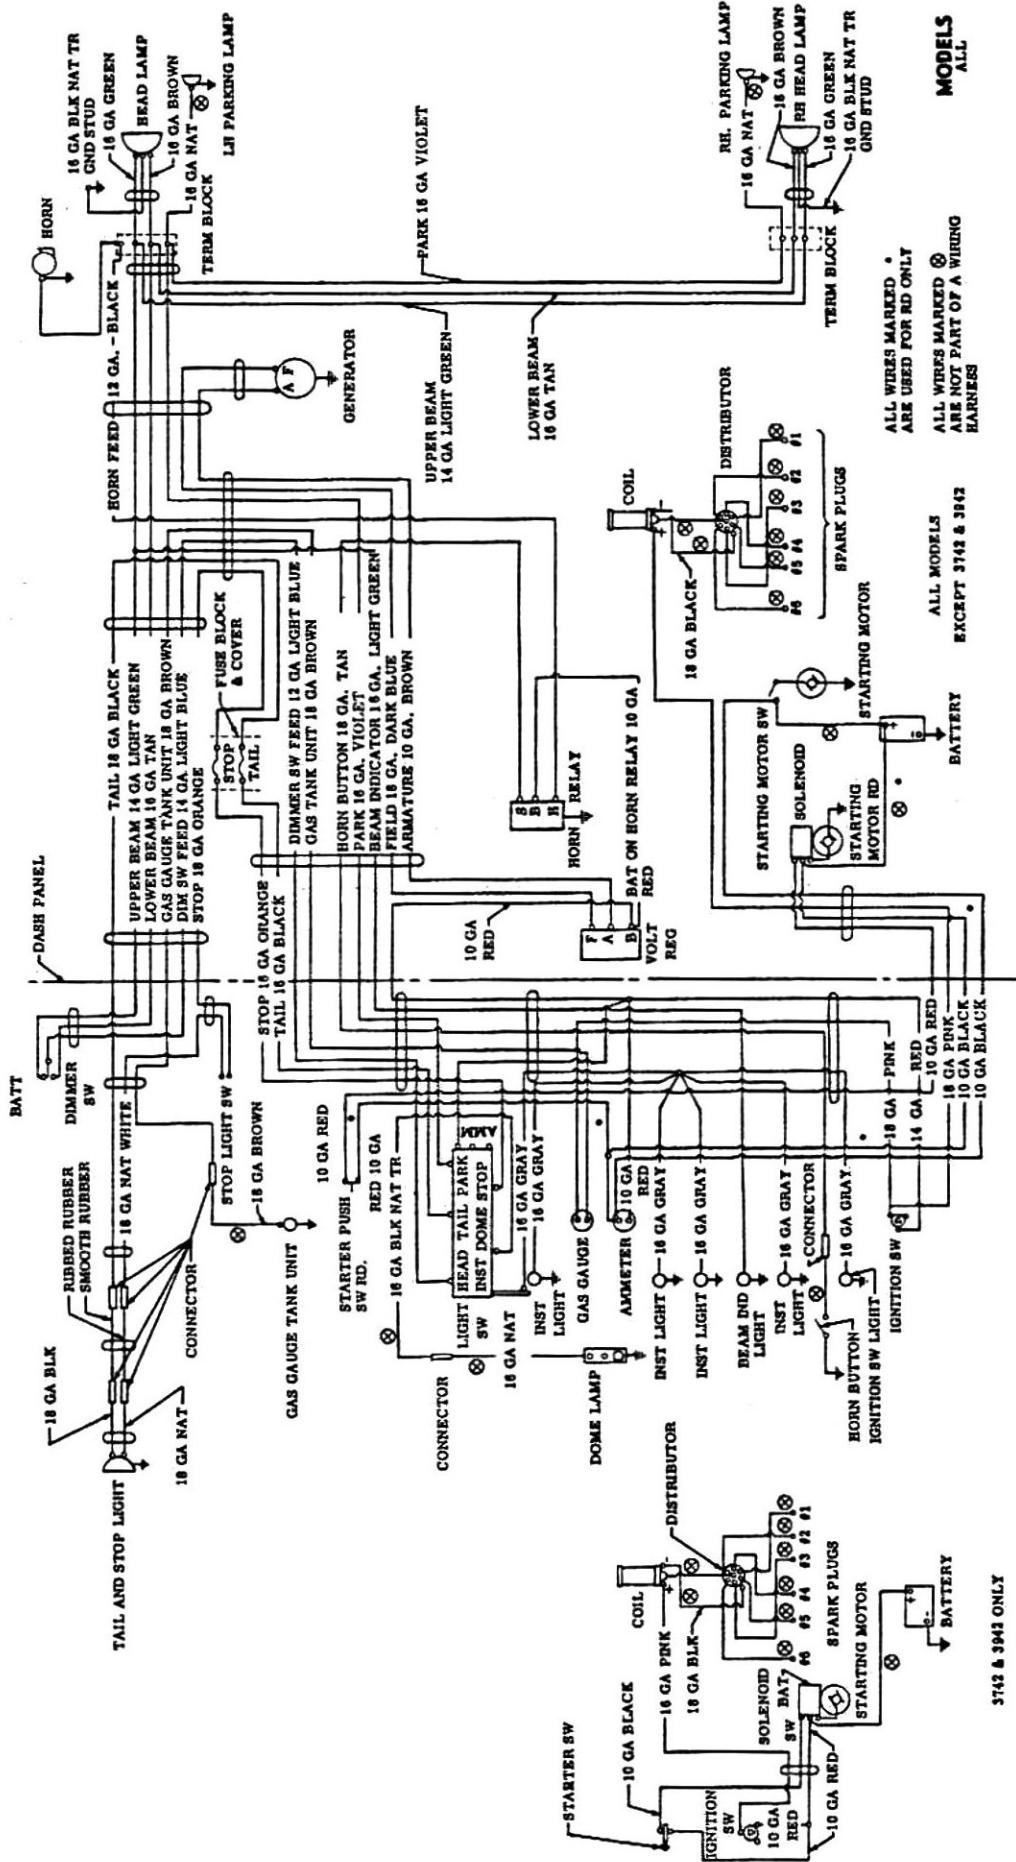 TAIL AND STOP LIGHT
18 GA BLK
18 GA NAT
RIBBED RUBBER
SMOOTH RUBBER
18 GA NAT WHITE
CONNECTOR
BATT
DIMMER
SW
STOP LIGHT SW
18 GA BROWN
GAS GAUGE TANK UNIT
DASH PANEL
TAIL 18 GA BLACK
UPPER BEAM 14 GA LIGHT GREEN
LOWER BEAM 16 GA TAN
GAS GAUGE TANK UNIT 18 GA BROWN
DIM SW FEED 14 GA LIGHT BLUE
STOP 18 GA ORANGE
FUSE BLOCK
& COVER
STOP
TAIL
HORN FEED 12 GA. - BLACK
HORN
16 GA BLK NAT TR
GND STUD
16 GA GREEN
HEAD LAMP
16 GA BROWN
16 GA NAT
LH PARKING LAMP
TERM BLOCK
GENERATOR
A F
STOP 16 GA ORANGE
TAIL 16 GA BLACK
DIMMER SW FEED 12 GA LIGHT BLUE
GAS TANK UNIT 18 GA BROWN
HORN BUTTON 18 GA. TAN
PARK 16 GA. VIOLET
BEAM INDICATOR 16 GA. LIGHT GREEN
FIELD 16 GA. DARK BLUE
ARMATURE 10 GA. BROWN
PARK 16 GA VIOLET
UPPER BEAM
14 GA LIGHT GREEN
LOWER BEAM
16 GA TAN
10 GA RED
STARTER PUSH
SW RD.
RED 10 GA
16 GA BLK NAT TR
CONNECTOR
LIGHT
SW
HEAD TAIL PARK
INST DOME STOP
AMM
16 GA NAT
16 GA GRAY
16 GA GRAY
INST
LIGHT
DOME LAMP
GAS GAUGE
AMMETER
10 GA
RED
INST LIGHT
16 GA GRAY
INST LIGHT
16 GA GRAY
BEAM IND
LIGHT
INST
LIGHT
16 GA GRAY
CONNECTOR
HORN BUTTON
16 GA GRAY
IGNITION SW LIGHT
IGNITION SW
18 GA PINK
14 GA RED
10 GA RED
18 GA PINK
10 GA BLACK
10 GA BLACK
10 GA
RED
F
A
B
VOLT
REG
BAT ON HORN RELAY 10 GA
RED
S
B
H
HORN RELAY
18 GA BLACK
COIL
- +
DISTRIBUTOR
#6 #5 #4 #3 #2 #1
SPARK PLUGS
STARTING MOTOR SW
STARTING MOTOR
SOLENOID
STARTING
MOTOR RD
BATTERY
RH. PARKING LAMP
16 GA NAT
16 GA BROWN
RH HEAD LAMP
16 GA GREEN
16 GA BLK NAT TR
GND STUD
TERM BLOCK
ALL WIRES MARKED •
ARE USED FOR RD ONLY
ALL WIRES MARKED ⊗
ARE NOT PART OF A WIRING
HARNESS
ALL MODELS
EXCEPT 3742 & 3942
MODELS
ALL
STARTER SW
10 GA BLACK
16 GA PINK
18 GA BLK
COIL
+ -
DISTRIBUTOR
#6 #5 #4 #3 #2 #1
SPARK PLUGS
IGNITION
SW
10 GA
RED
10 GA RED
SOLENOID
SW
BAT
STARTING MOTOR
BATTERY
3742 & 3942 ONLY